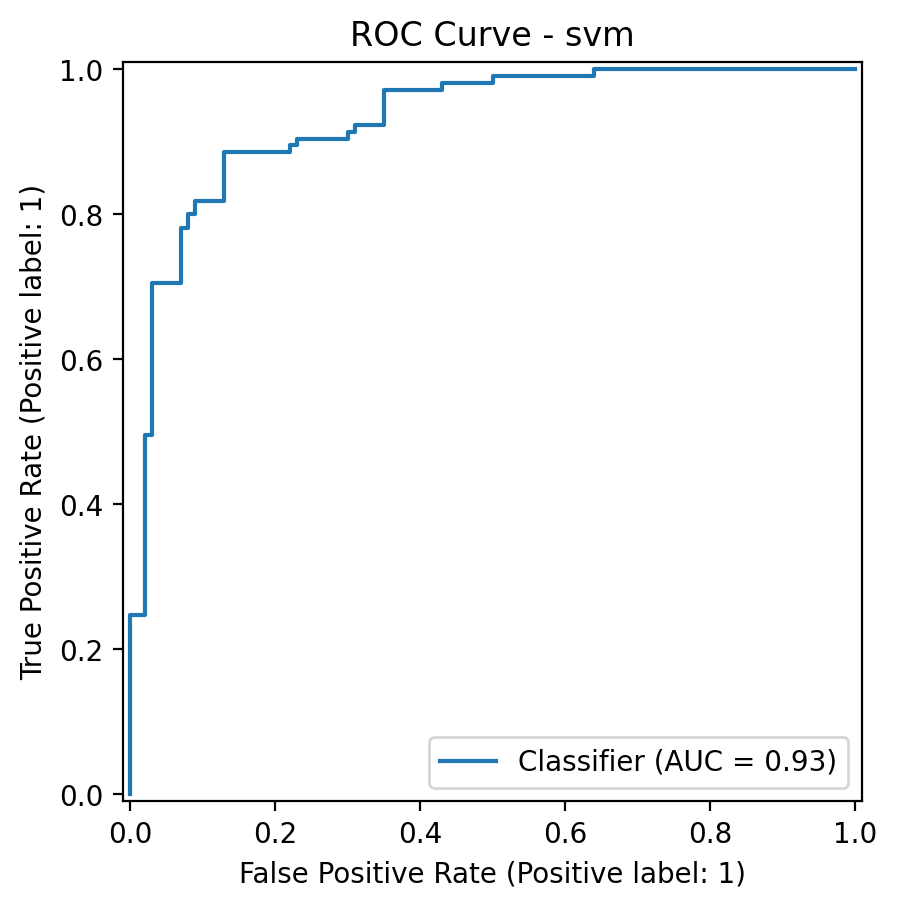 ROC Curve - svm
True Positive Rate (Positive label: 1)
1.0
0.8
0.6
0.4
0.2
0.0
Classifier (AUC = 0.93)
0.0 0.2 0.4 0.6 0.8 1.0
False Positive Rate (Positive label: 1)